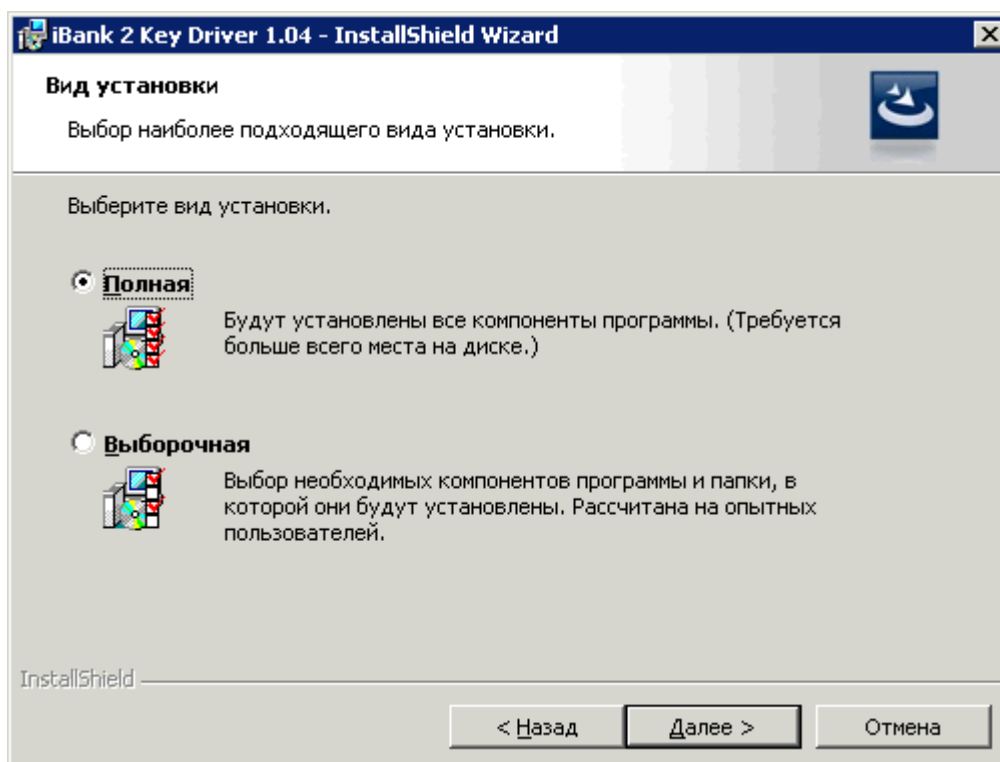 iBank 2 Key Driver 1.04 - InstallShield Wizard
Вид установки
Выбор наиболее подходящего вида установки.
Выберите вид установки.
Полная
Будут установлены все компоненты программы. (Требуется
больше всего места на диске.)
Выборочная
Выбор необходимых компонентов программы и папки, в
которой они будут установлены. Рассчитана на опытных
пользователей.
InstallShield
< Назад
Далее >
Отмена